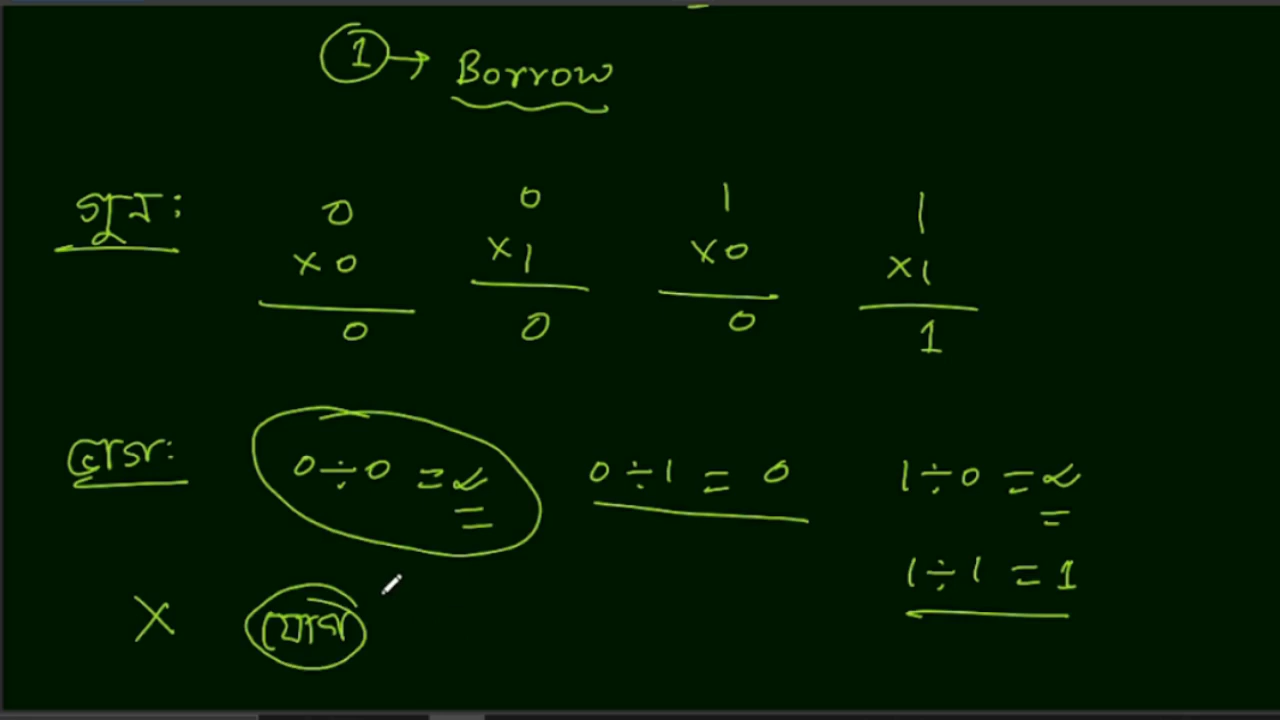 1 → Borrow
গুন:
0
×0
0
0
×1
0
1
×0
0
1
×1
1
ভাগ:
0÷0 = ∝
0÷1 = 0
1÷0 = ∝
1÷1 = 1
× যোগ